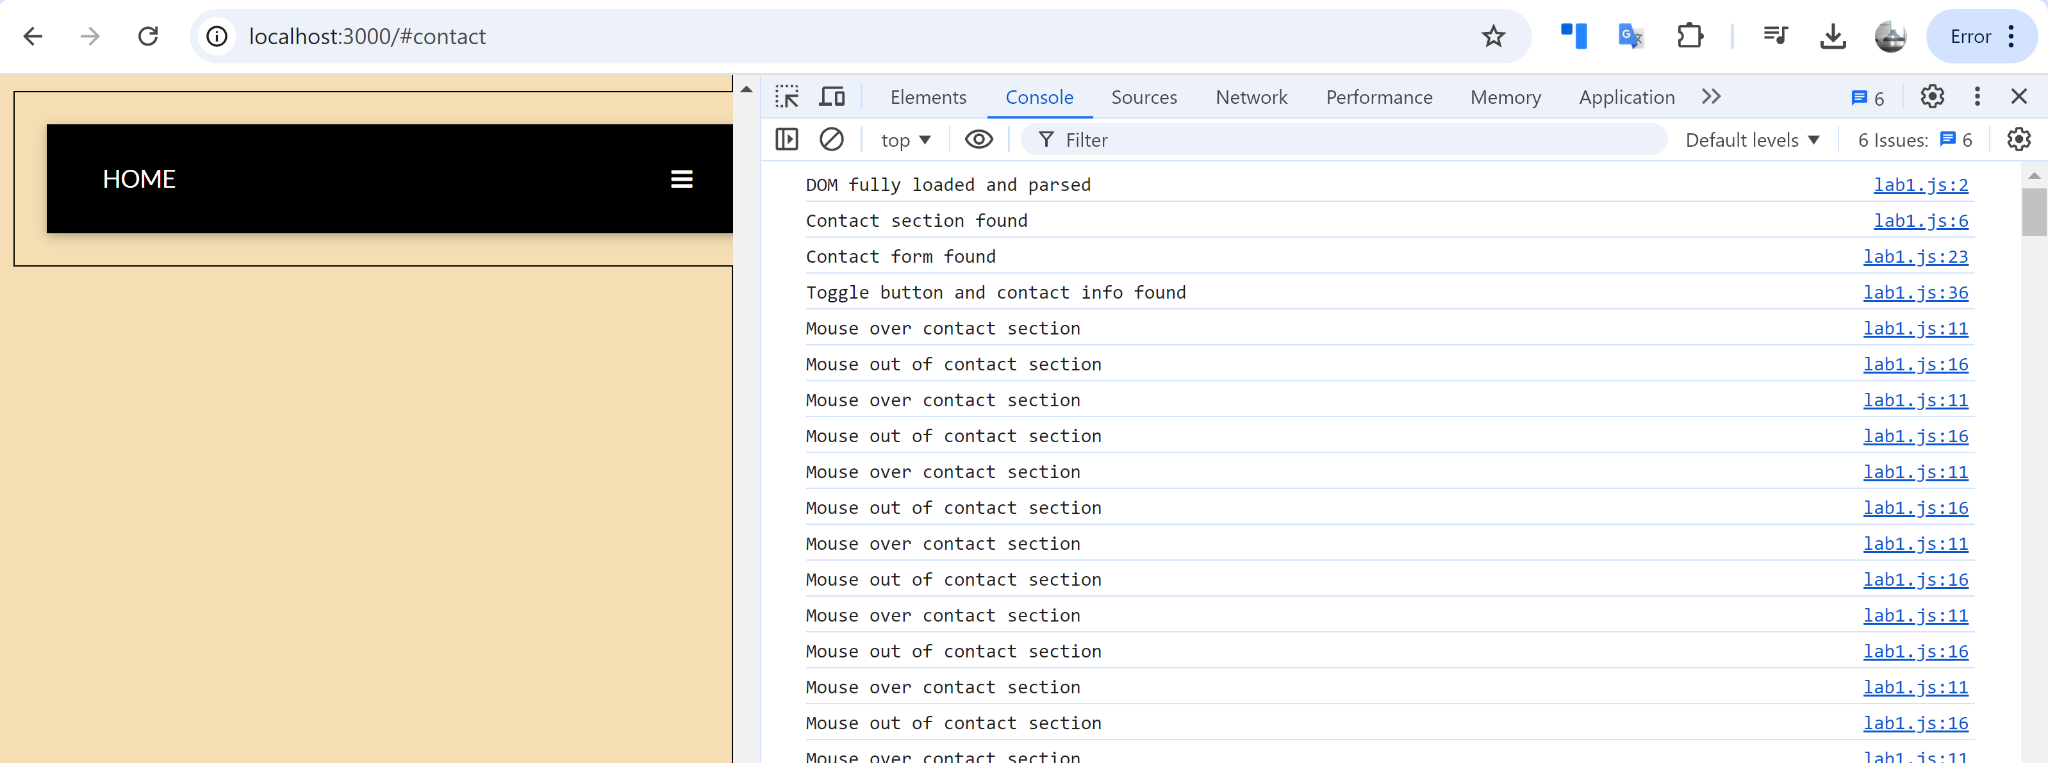 localhost:3000/#contact
Error
Elements Console Sources Network Performance Memory Application 6
top Filter Default levels 6 Issues: 6
HOME
DOM fully loaded and parsed lab1.js:2
Contact section found lab1.js:6
Contact form found lab1.js:23
Toggle button and contact info found lab1.js:36
Mouse over contact section lab1.js:11
Mouse out of contact section lab1.js:16
Mouse over contact section lab1.js:11
Mouse out of contact section lab1.js:16
Mouse over contact section lab1.js:11
Mouse out of contact section lab1.js:16
Mouse over contact section lab1.js:11
Mouse out of contact section lab1.js:16
Mouse over contact section lab1.js:11
Mouse out of contact section lab1.js:16
Mouse over contact section lab1.js:11
Mouse out of contact section lab1.js:16
Mouse over contact section lab1.js:11